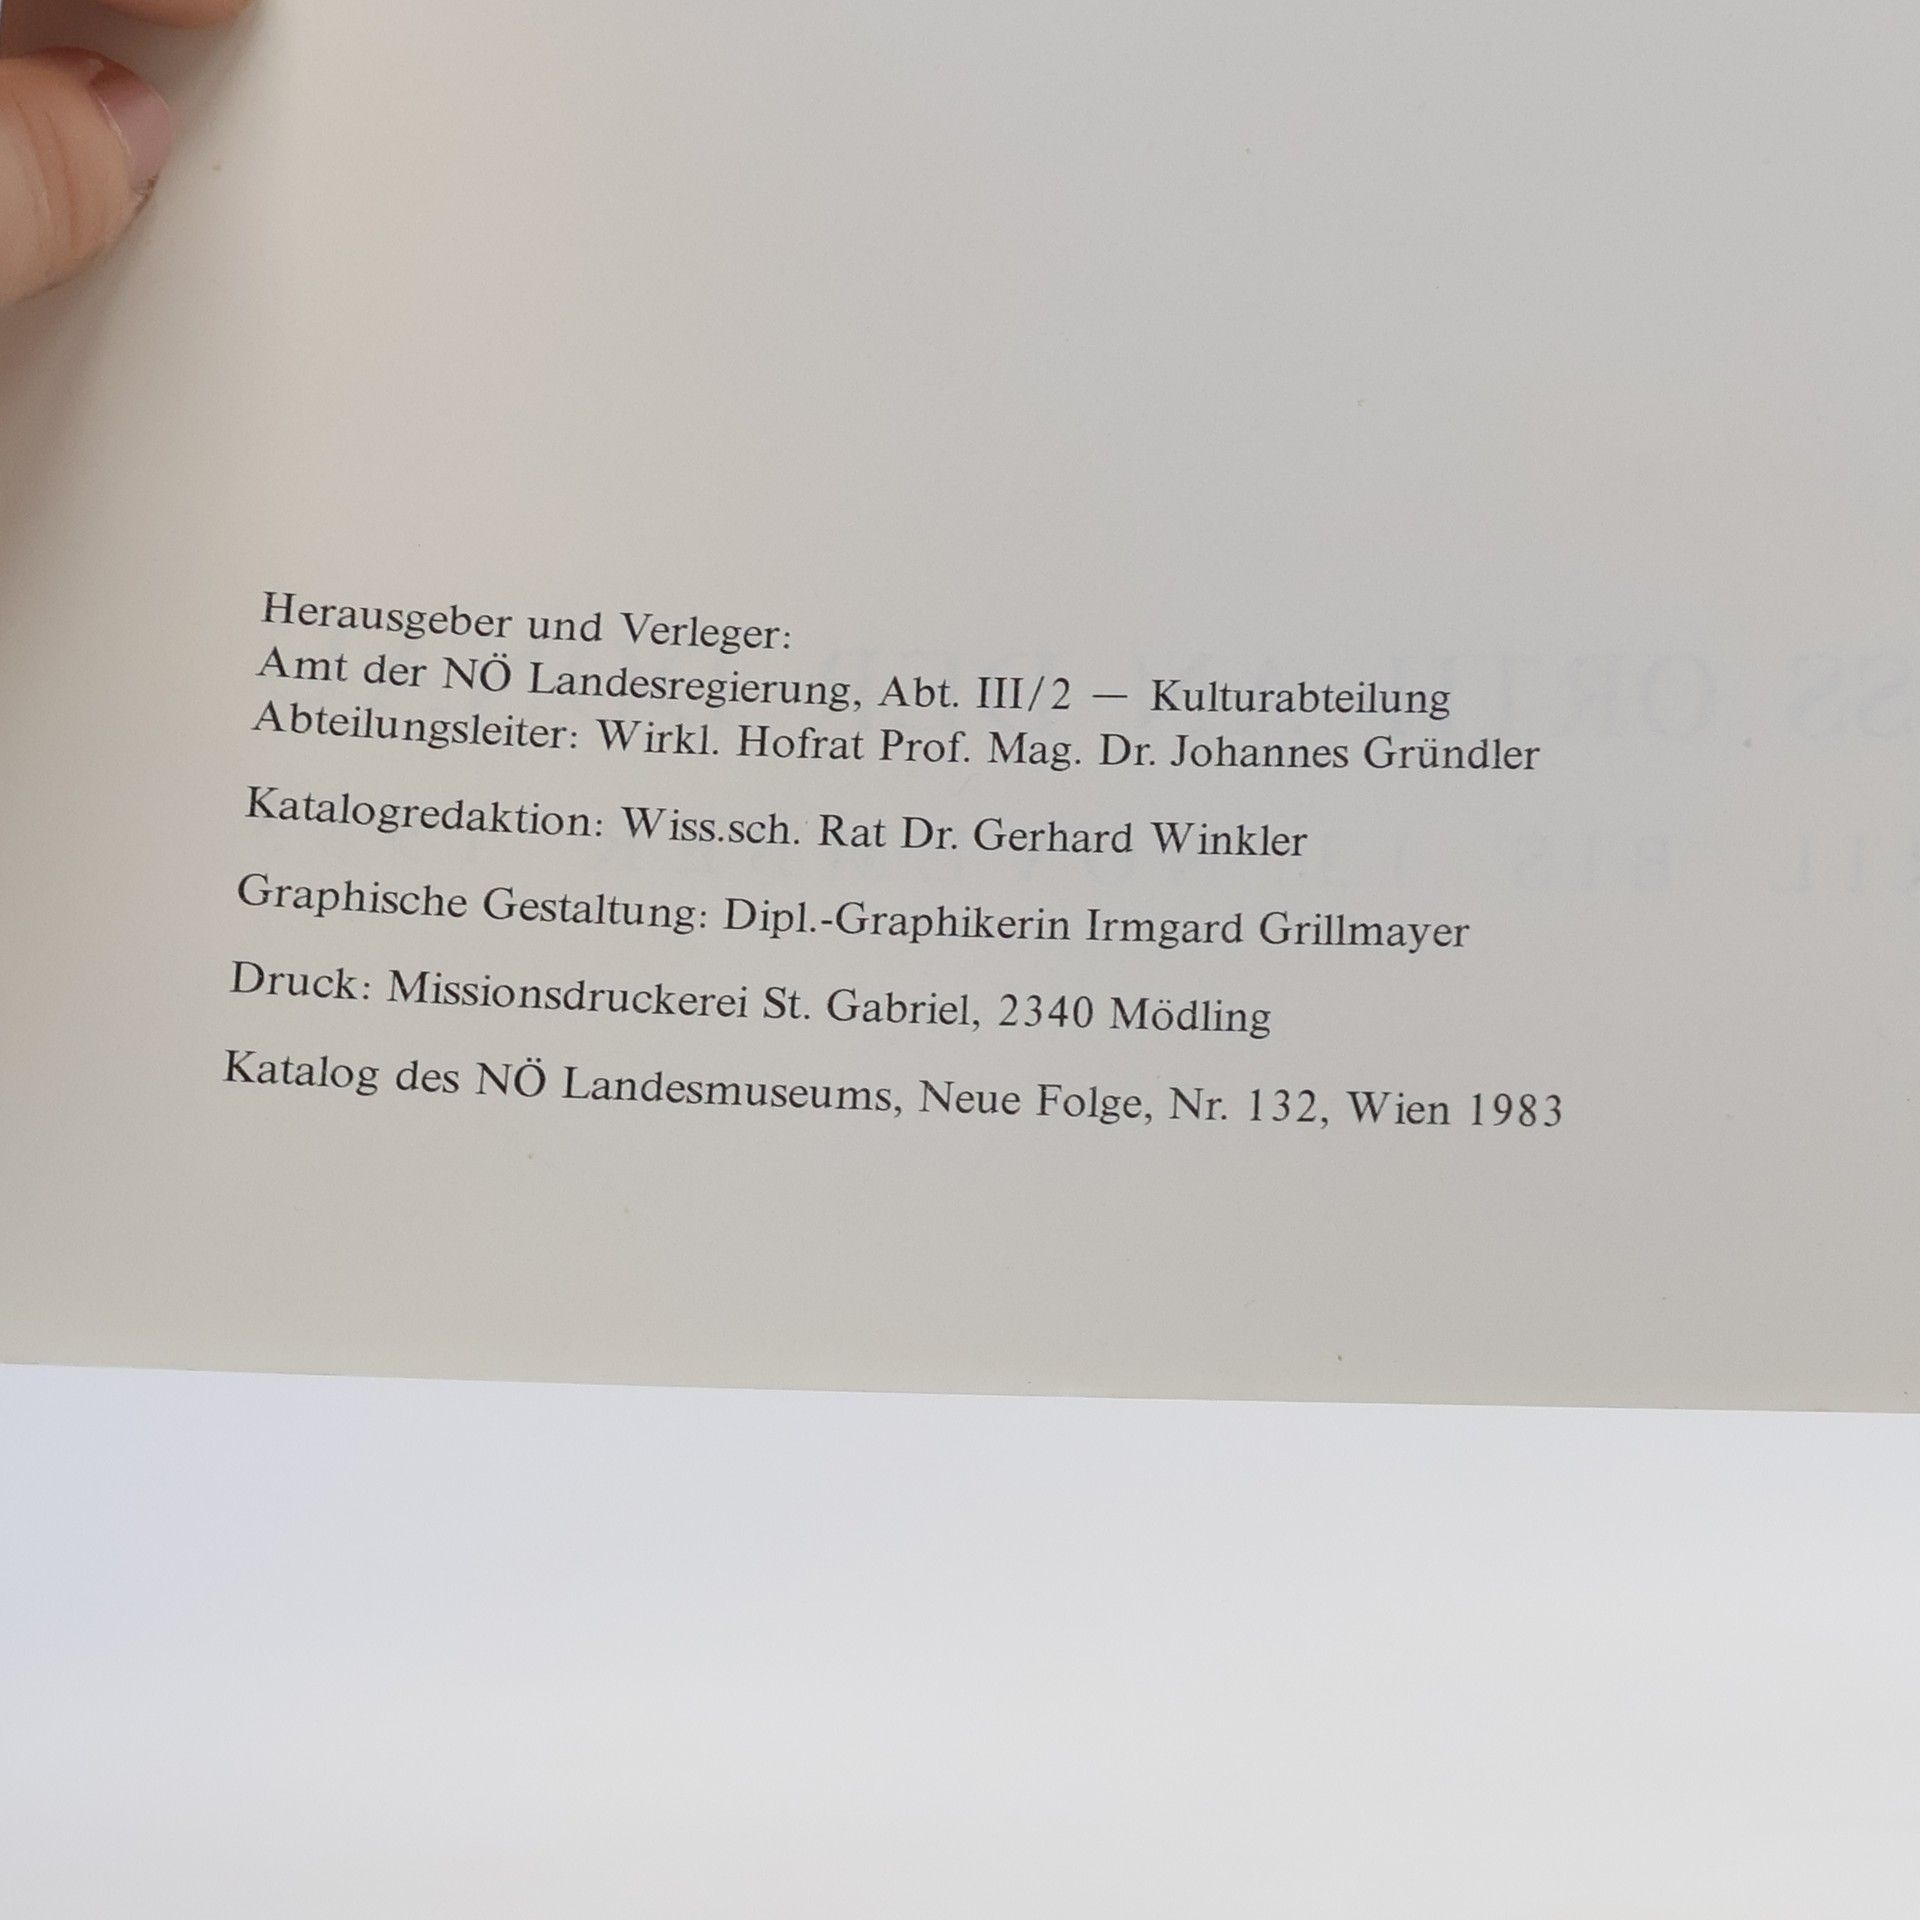 Herausgeber und Verleger:
Amt der NÖ Landesregierung, Abt. III/2 — Kulturabteilung
Abteilungsleiter: Wirkl. Hofrat Prof. Mag. Dr. Johannes Gründler
Katalogredaktion: Wiss.sch. Rat Dr. Gerhard Winkler
Graphische Gestaltung: Dipl.-Graphikerin Irmgard Grillmayer
Druck: Missionsdruckerei St. Gabriel, 2340 Mödling
Katalog des NÖ Landesmuseums, Neue Folge, Nr. 132, Wien 1983